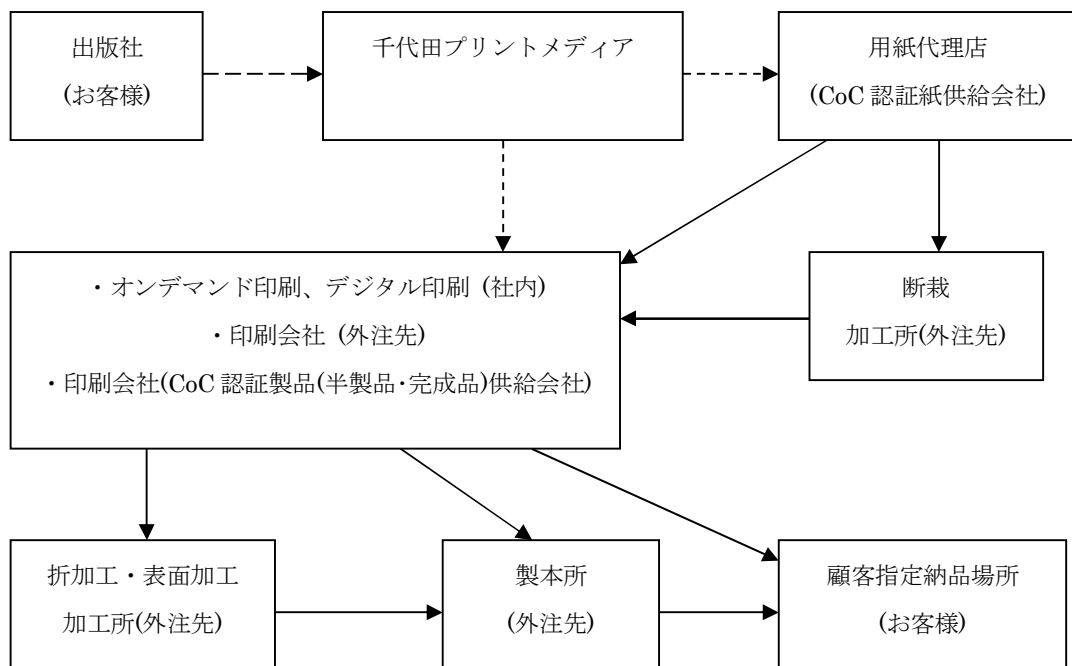 出版社
(お客様)
千代田プリントメディア
用紙代理店
(CoC 認証紙供給会社)
・オンデマンド印刷、デジタル印刷 (社内)
・印刷会社 (外注先)
・印刷会社(CoC 認証製品(半製品・完成品)供給会社)
断裁
加工所(外注先)
折加工・表面加工
加工所(外注先)
製本所
(外注先)
顧客指定納品場所
(お客様)